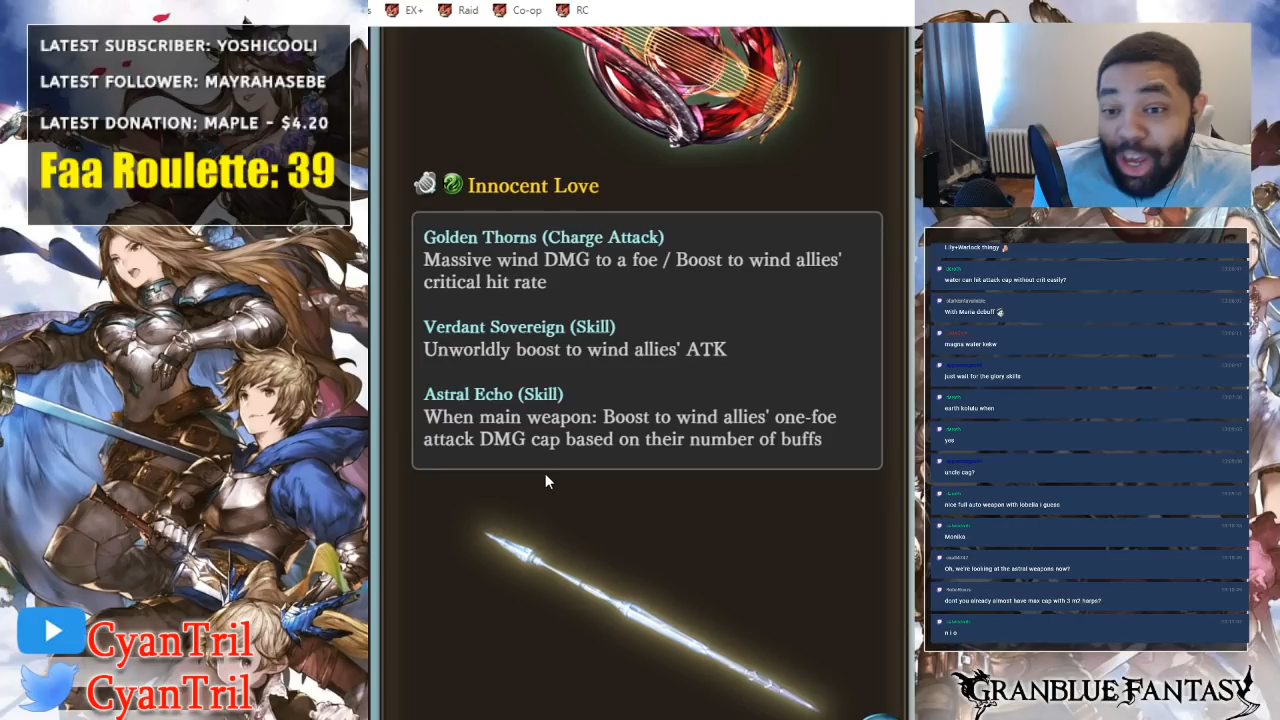 LATEST SUBSCRIBER: YOSHICOOLI
LATEST FOLLOWER: MAYRAHASEBE
LATEST DONATION: MAPLE - $4.20
Faa Roulette: 39
EX+
Raid
Co-op
RC
Innocent Love
Golden Thorns (Charge Attack)
Massive wind DMG to a foe / Boost to wind allies'
critical hit rate
Verdant Sovereign (Skill)
Unworldly boost to wind allies' ATK
Astral Echo (Skill)
When main weapon: Boost to wind allies' one-foe
attack DMG cap based on their number of buffs
CyanTril
CyanTril
Lily+Warlock thingy
water can hit attack cap without crit easily?
With Maria debuff
magna water kekw
just wait for the glory skills
earth kolulu when
yes
uncle cag?
nice full auto weapon with lobelia i guess
Monika
Oh, we're looking at the astral weapons now?
dont you already almost have max cap with 3 m2 harps?
n i o
GRANBLUE FANTASY